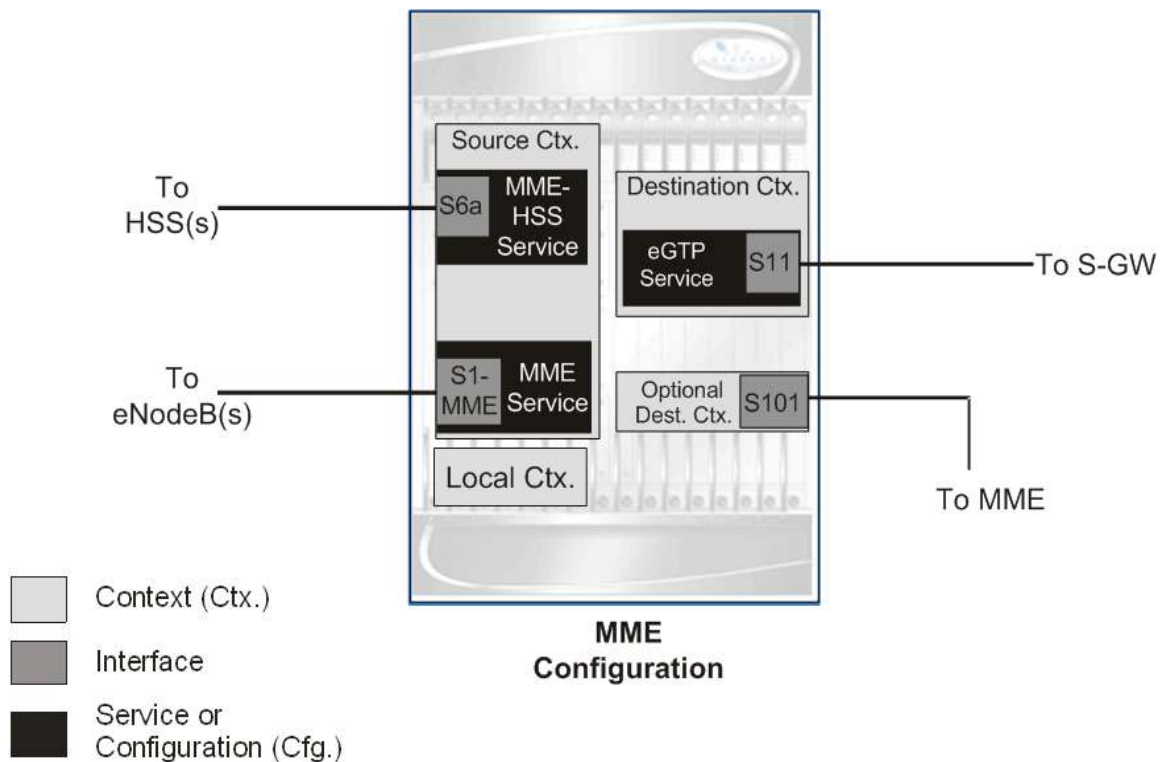 Source Ctx.
To
HSS(s)
S6a
MME-
HSS
Service
Destination Ctx.
eGTP
Service
S11
To S-GW
To
eNodeB(s)
S1-
MME
MME
Service
Optional
Dest. Ctx.
S101
Local Ctx.
To MME
MME
Configuration
Context (Ctx.)
Interface
Service or
Configuration (Cfg.)